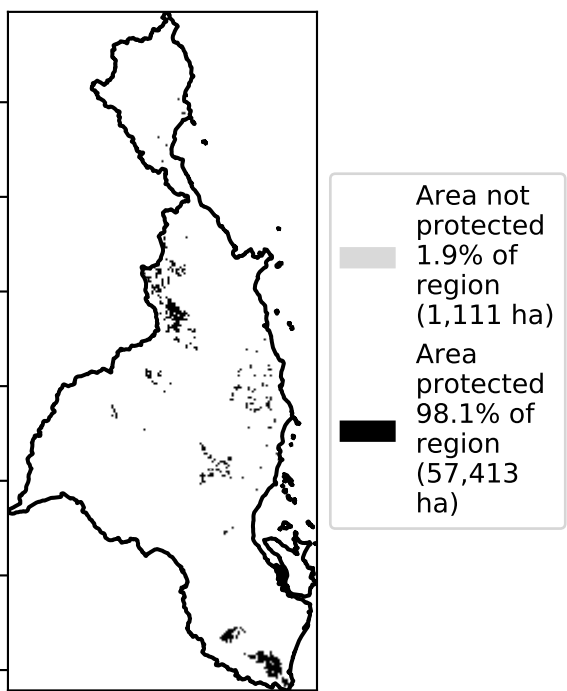 Area not
protected
1.9% of
region
(1,111 ha)
Area
protected
98.1% of
region
(57,413
ha)